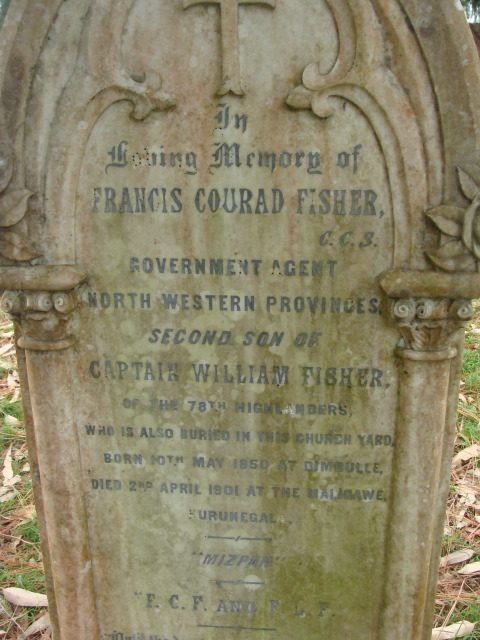 In
Loving Memory of
FRANCIS COURAD FISHER,
C.C.S.
GOVERNMENT AGENT
NORTH WESTERN PROVINCES,
SECOND SON OF
CAPTAIN WILLIAM FISHER.
OF THE 78TH HIGHLANDERS,
WHO IS ALSO BURIED IN THIS CHURCH YARD,
BORN 10TH MAY 1850 AT DIMBULLE,
DIED 2ND APRIL 1901 AT THE MALIGAWE,
KURUNEGALA.
"MIZPAH"
"F. C. F. AND F. L. F.
"Until the